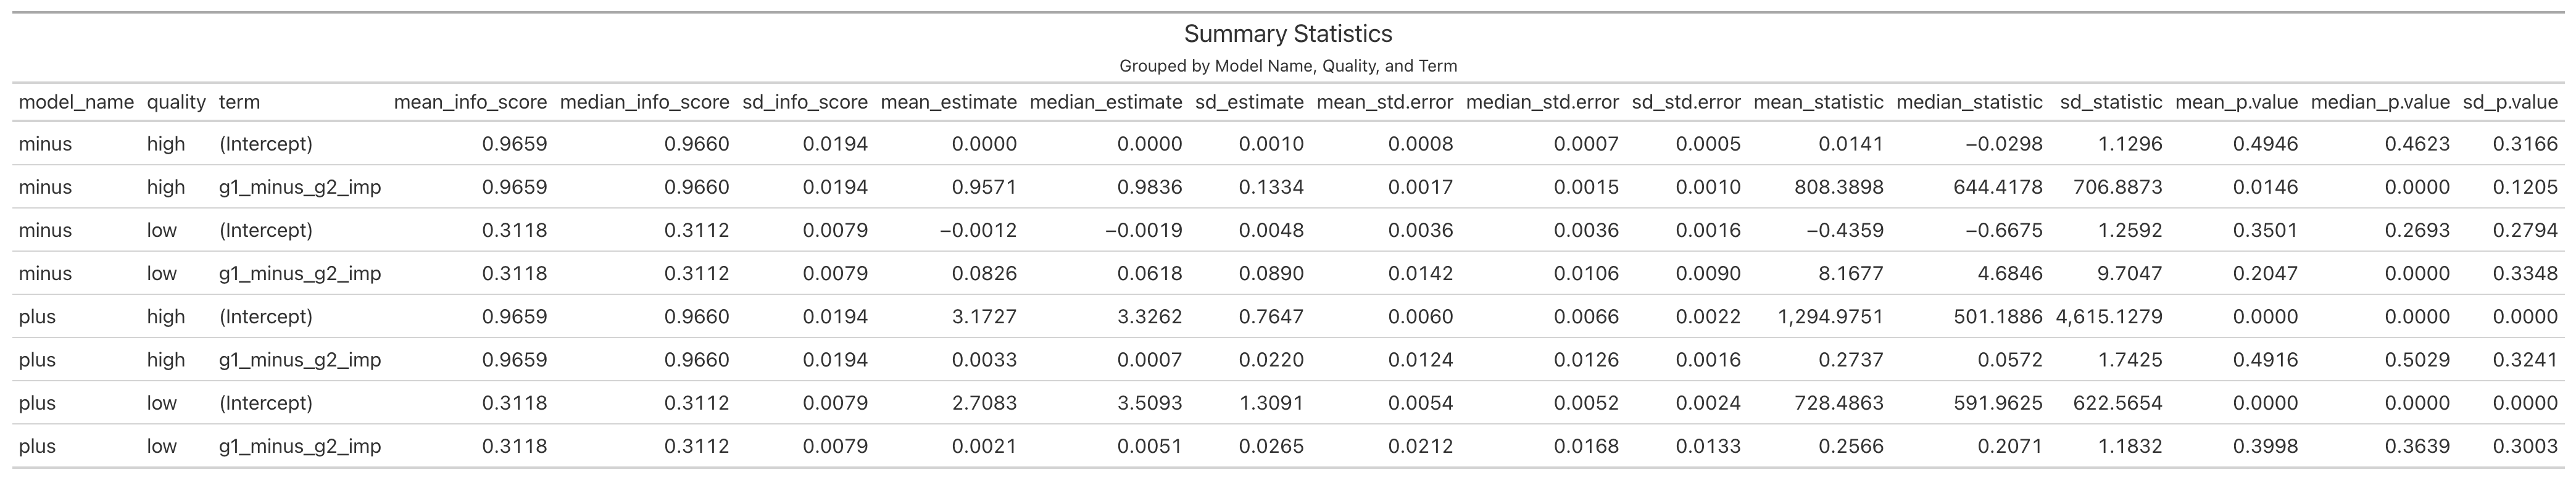 Summary Statistics
Grouped by Model Name, Quality, and Term
model_name quality term mean_info_score median_info_score sd_info_score mean_estimate median_estimate sd_estimate mean_std.error median_std.error sd_std.error mean_statistic median_statistic sd_statistic mean_p.value median_p.value sd_p.value
minus high (Intercept) 0.9659 0.9660 0.0194 0.0000 0.0000 0.0010 0.0008 0.0007 0.0005 0.0141 −0.0298 1.1296 0.4946 0.4623 0.3166
minus high g1_minus_g2_imp 0.9659 0.9660 0.0194 0.9571 0.9836 0.1334 0.0017 0.0015 0.0010 808.3898 644.4178 706.8873 0.0146 0.0000 0.1205
minus low (Intercept) 0.3118 0.3112 0.0079 −0.0012 −0.0019 0.0048 0.0036 0.0036 0.0016 −0.4359 −0.6675 1.2592 0.3501 0.2693 0.2794
minus low g1_minus_g2_imp 0.3118 0.3112 0.0079 0.0826 0.0618 0.0890 0.0142 0.0106 0.0090 8.1677 4.6846 9.7047 0.2047 0.0000 0.3348
plus high (Intercept) 0.9659 0.9660 0.0194 3.1727 3.3262 0.7647 0.0060 0.0066 0.0022 1,294.9751 501.1886 4,615.1279 0.0000 0.0000 0.0000
plus high g1_minus_g2_imp 0.9659 0.9660 0.0194 0.0033 0.0007 0.0220 0.0124 0.0126 0.0016 0.2737 0.0572 1.7425 0.4916 0.5029 0.3241
plus low (Intercept) 0.3118 0.3112 0.0079 2.7083 3.5093 1.3091 0.0054 0.0052 0.0024 728.4863 591.9625 622.5654 0.0000 0.0000 0.0000
plus low g1_minus_g2_imp 0.3118 0.3112 0.0079 0.0021 0.0051 0.0265 0.0212 0.0168 0.0133 0.2566 0.2071 1.1832 0.3998 0.3639 0.3003